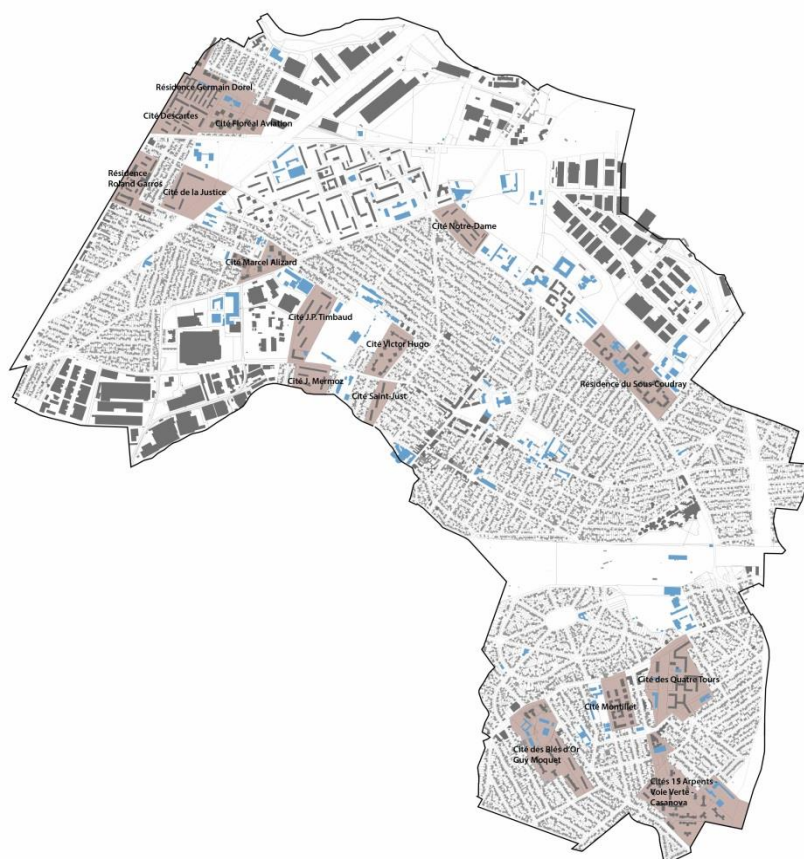 Résidence Germain Dorel
Cité Descartes
Cité Floréal Aviation
Résidence
Roland Garros
Cité de la Justice
Cité Notre-Dame
Cité Marcel Alizard
Cité J.P. Timbaud
Cité Victor Hugo
Cité J. Mermoz
Cité Saint-Just
Résidence du Sous-Coudray
Cité des Quatre Tours
Cité Montillet
Cité des Blés d'Or
Guy Moquet
Cités 15 Arpents -
Voie Verte -
Casanova